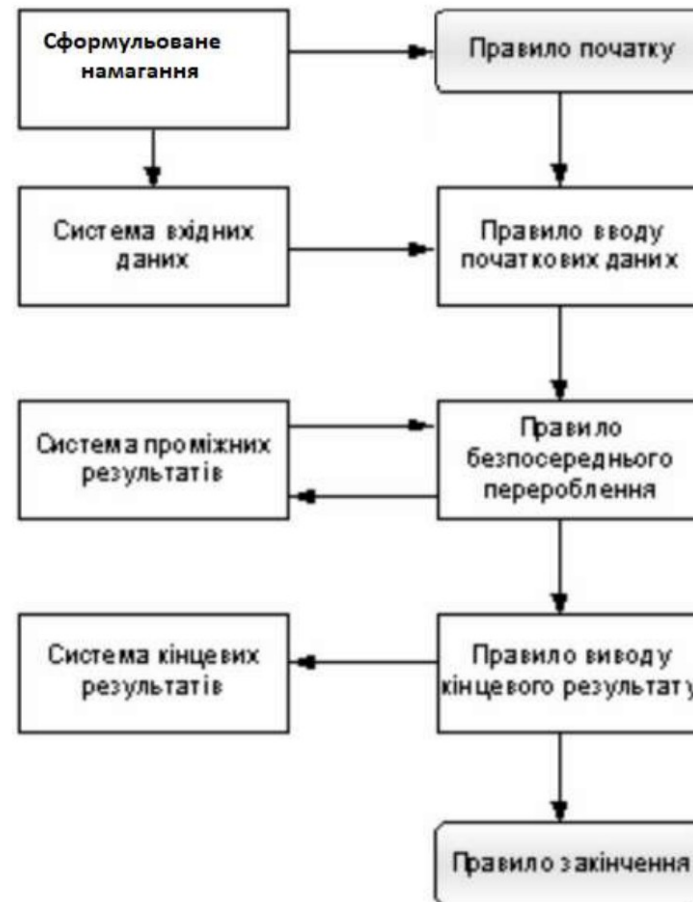 Сформульоване
намагання
Правило початку
Система вхідних
даних
Правило вводу
початкових даних
Система проміжних
результатів
Правило
безпосереднього
перероблення
Система кінцевих
результатів
Правило виводу
кінцевого результату
Правило закінчення